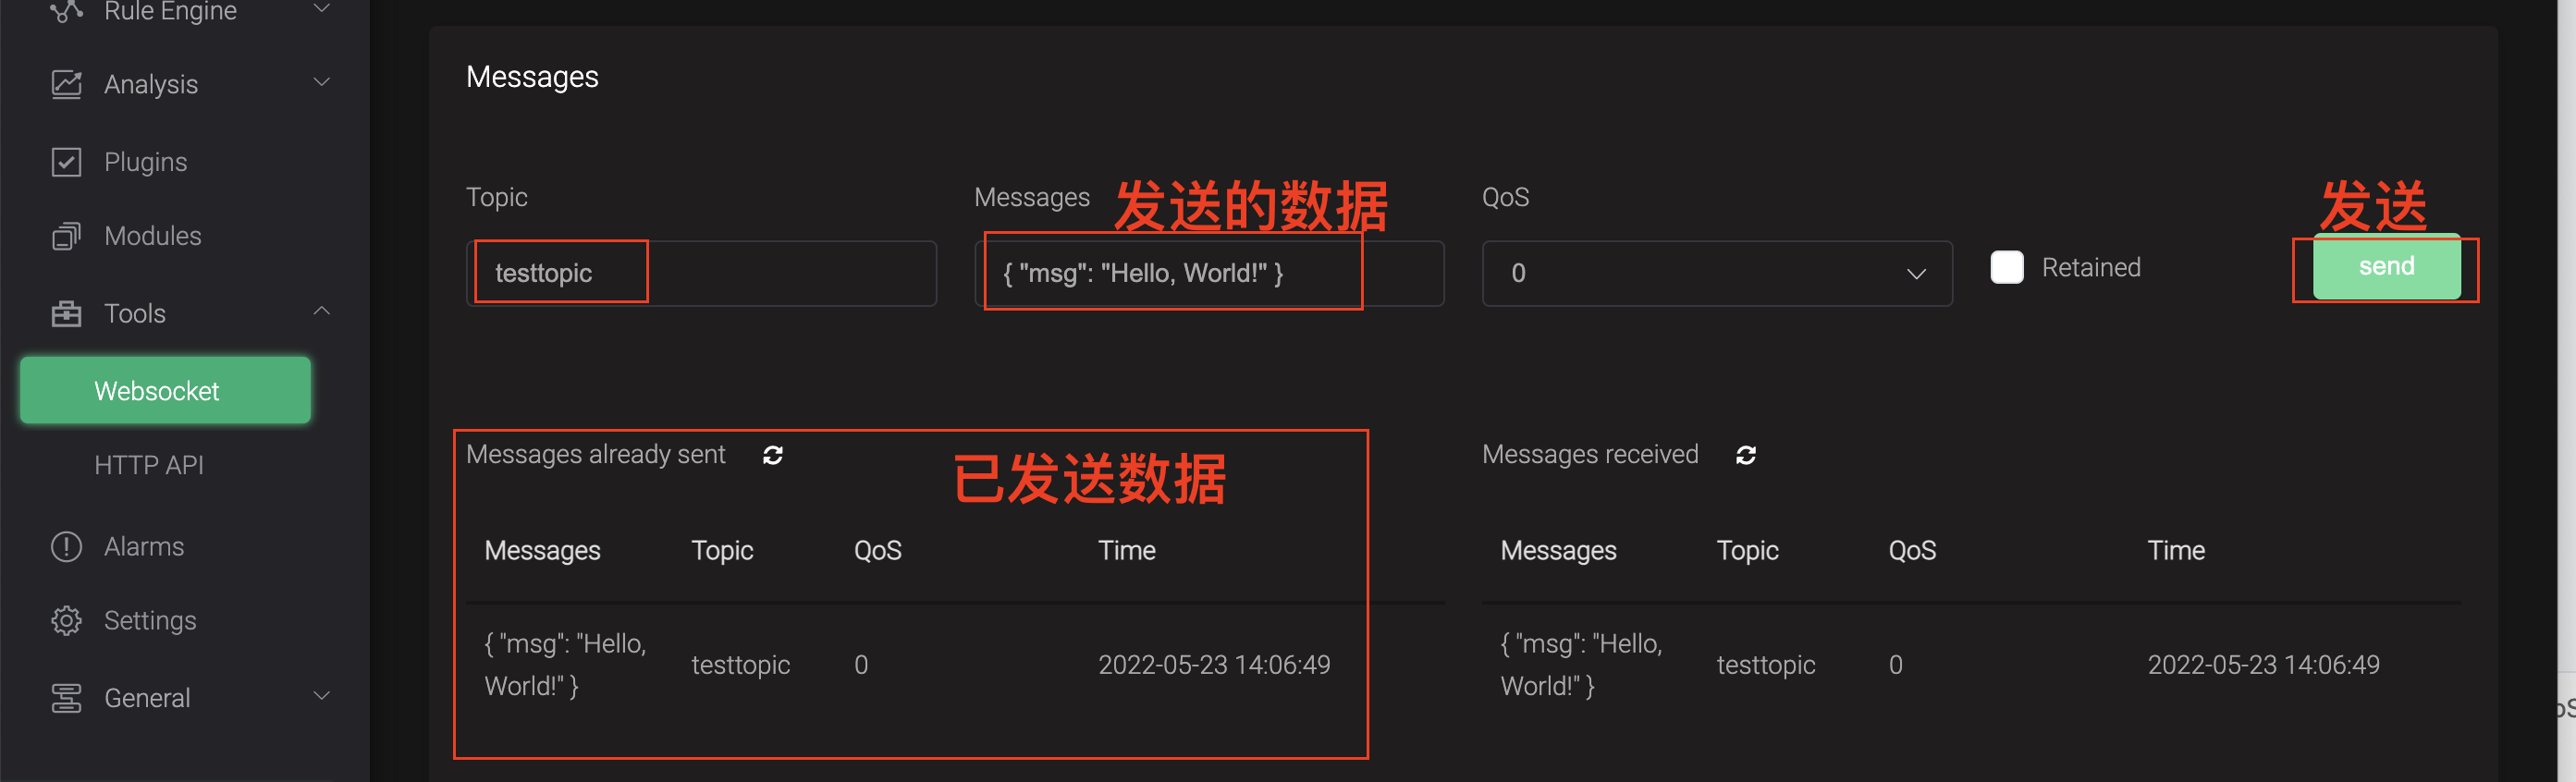 Rule Engine
Analysis
Plugins
Modules
Tools
Websocket
HTTP API
Alarms
Settings
General
Messages
Topic
Messages
发送的数据
QoS
发送
testtopic
{ "msg": "Hello, World!" }
0
Retained
send
Messages already sent
已发送数据
Messages Topic QoS Time
{ "msg": "Hello,
World!" }
testtopic 0 2022-05-23 14:06:49
Messages received
Messages Topic QoS Time
{ "msg": "Hello,
World!" }
testtopic 0 2022-05-23 14:06:49